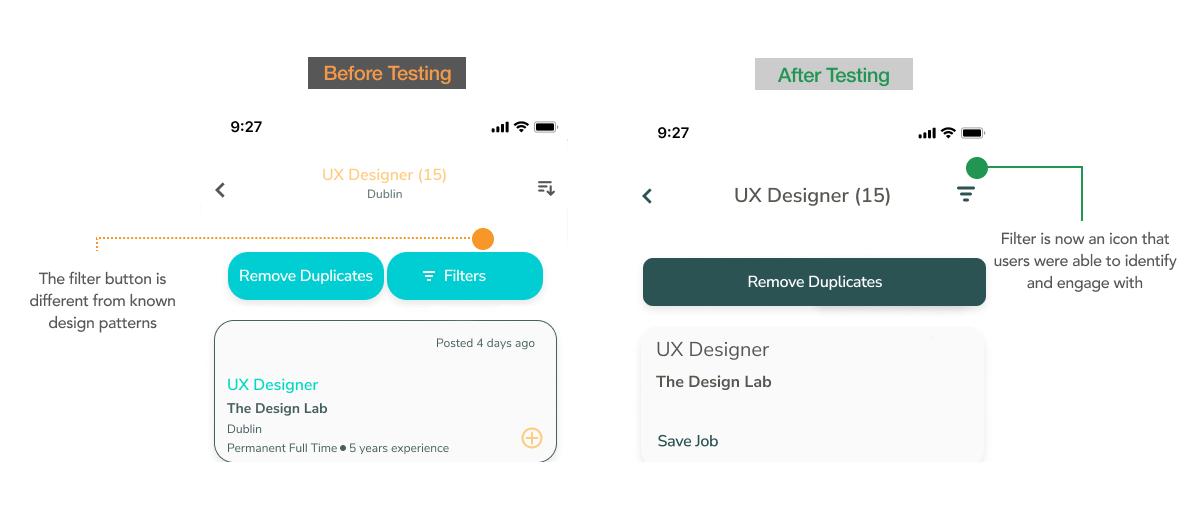 Before Testing
9:27
UX Designer (15)
Dublin
The filter button is
different from known
design patterns
Remove Duplicates
Filters
Posted 4 days ago
UX Designer
The Design Lab
Dublin
Permanent Full Time ● 5 years experience
After Testing
9:27
UX Designer (15)
Filter is now an icon that
users were able to identify
and engage with
Remove Duplicates
UX Designer
The Design Lab
Save Job